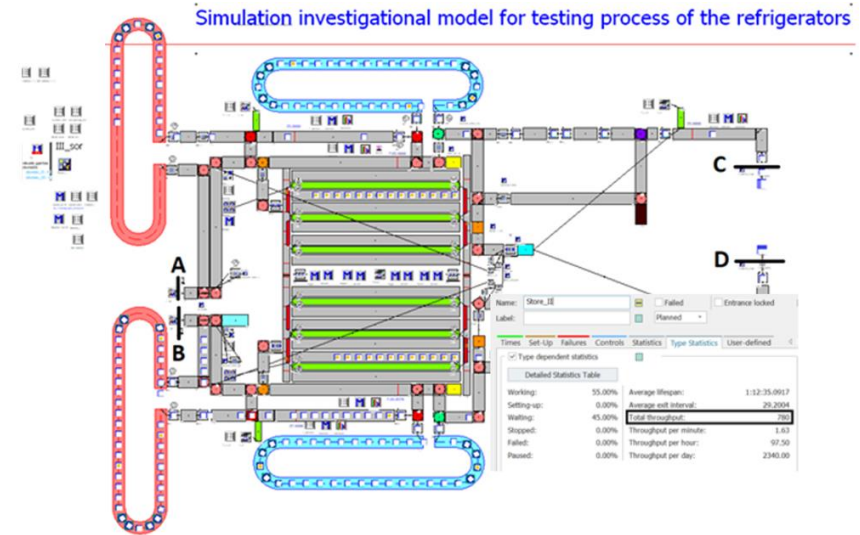 Simulation investigational model for testing process of the refrigerators
III_sor
A
B
C
D
Name: Store_II
Failed
Entrance locked
Label:
Planned
Times Set-Up Failures Controls Statistics Type Statistics User-defined
Type dependent statistics
Detailed Statistics Table
Working: 55.00% Average lifespan: 1:12:35.0917
Setting-up: 0.00% Average exit interval: 29.2004
Waiting: 45.00% Total throughput: 780
Stopped: 0.00% Throughput per minute: 1.63
Failed: 0.00% Throughput per hour: 97.50
Paused: 0.00% Throughput per day: 2340.00